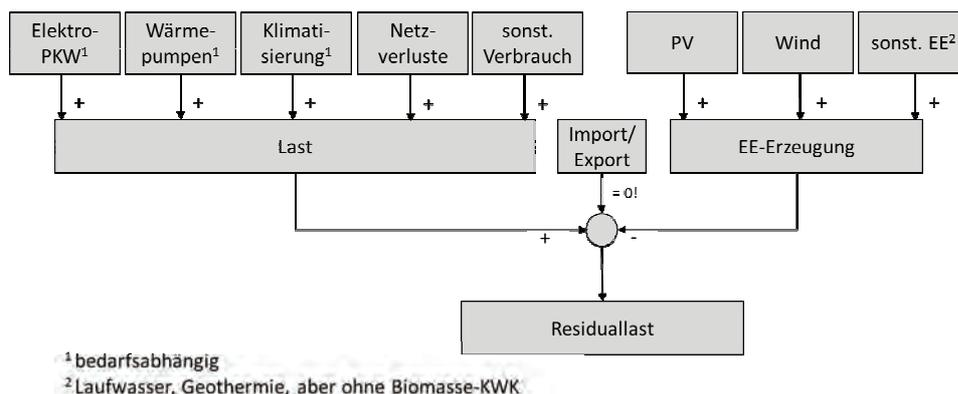 Elektro-
PKW¹
Wärme-
pumpen¹
Klimati-
sierung¹
Netz-
verluste
sonst.
Verbrauch
PV
Wind
sonst. EE²
+
+
+
+
+
+
+
+
Last
Import/
Export
EE-Erzeugung
= 0!
+
-
Residuallast
¹ bedarfsabhängig
² Laufwasser, Geothermie, aber ohne Biomasse-KWK